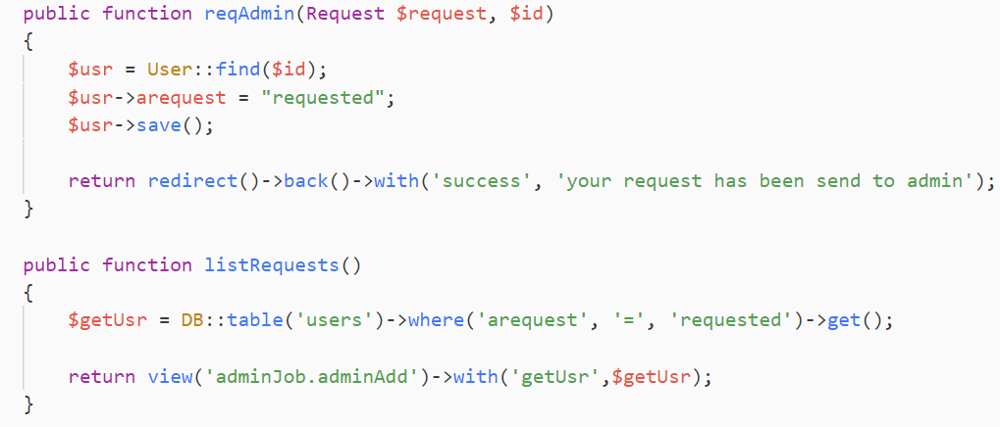 public function reqAdmin(Request $request, $id)
{
$usr = User::find($id);
$usr->arequest = "requested";
$usr->save();
return redirect()->back()->with('success', 'your request has been send to admin');
}
public function listRequests()
{
$getUsr = DB::table('users')->where('arequest', '=', 'requested')->get();
return view('adminJob.adminAdd')->with('getUsr',$getUsr);
}